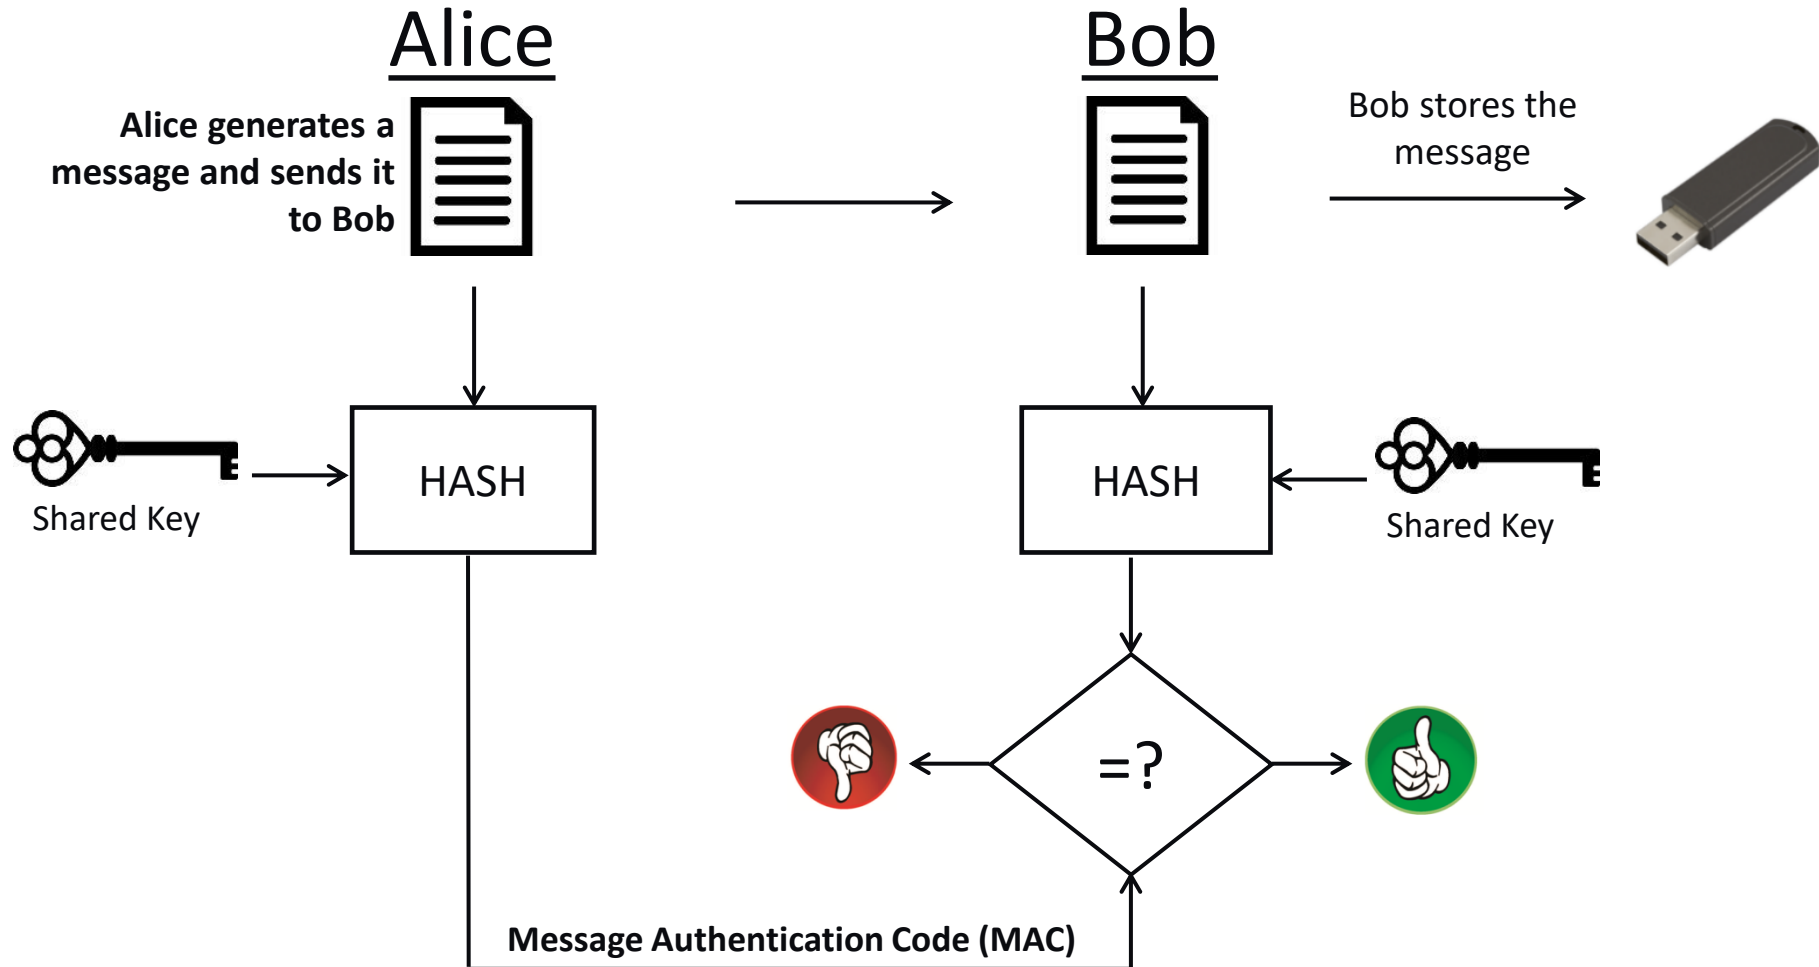 Alice
Bob
Alice generates a
message and sends it
to Bob
Bob stores the
message
HASH
Shared Key
HASH
Shared Key
=?
Message Authentication Code (MAC)